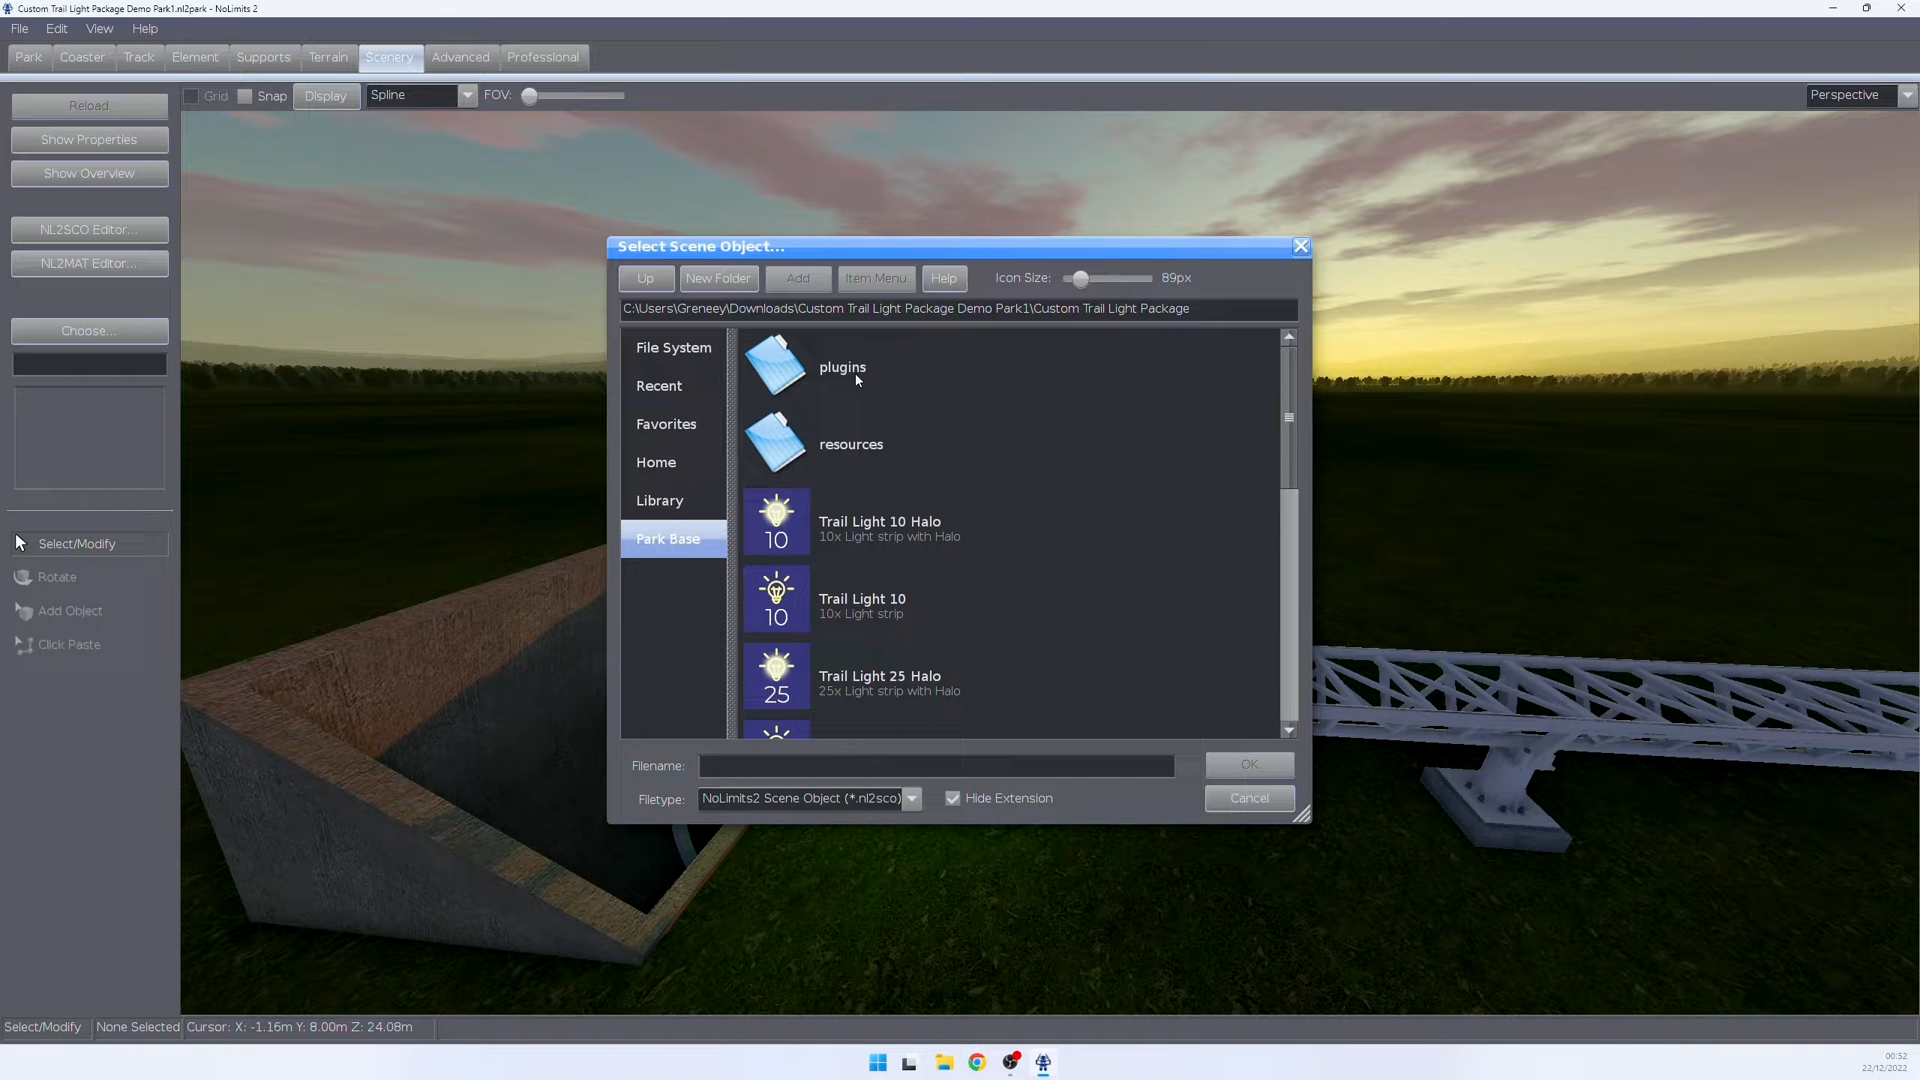 Custom Trail Light Package Demo Park1.nl2park - NoLimits 2
File Edit View Help
Park Coaster Track Element Supports Terrain Scenery Advanced Professional
Reload
Grid Snap Display Spline FOV: Perspective
Show Properties
Show Overview
NL2SCO Editor...
NL2MAT Editor...
Choose...
Select/Modify
Rotate
Add Object
Click Paste
Select Scene Object...
Up New Folder Add Item Menu Help Icon Size: 89px
C:\Users\Greneey\Downloads\Custom Trail Light Package Demo Park1\Custom Trail Light Package
File System
Recent
Favorites
Home
Library
Park Base
plugins
resources
10
Trail Light 10 Halo
10x Light strip with Halo
10
Trail Light 10
10x Light strip
25
Trail Light 25 Halo
25x Light strip with Halo
Filename: OK
Filetype: NoLimits2 Scene Object (*.nl2sco) Hide Extension Cancel
Select/Modify None Selected Cursor: X: -1.16m Y: 8.00m Z: 24.08m
00:52
22/12/2022